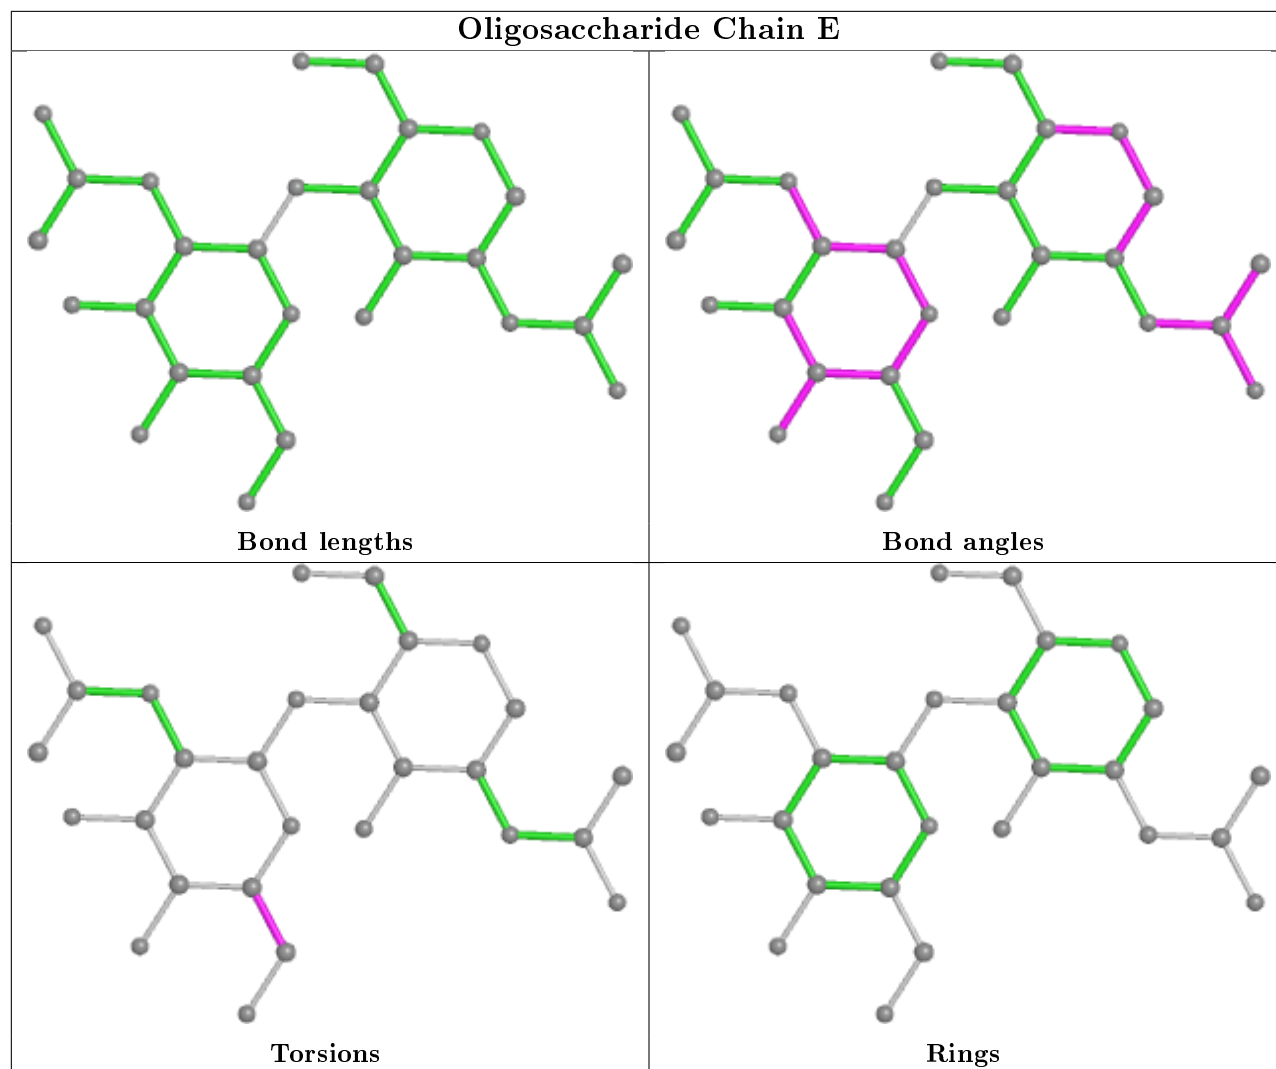 Oligosaccharide Chain E
Bond lengths
Bond angles
Torsions
Rings